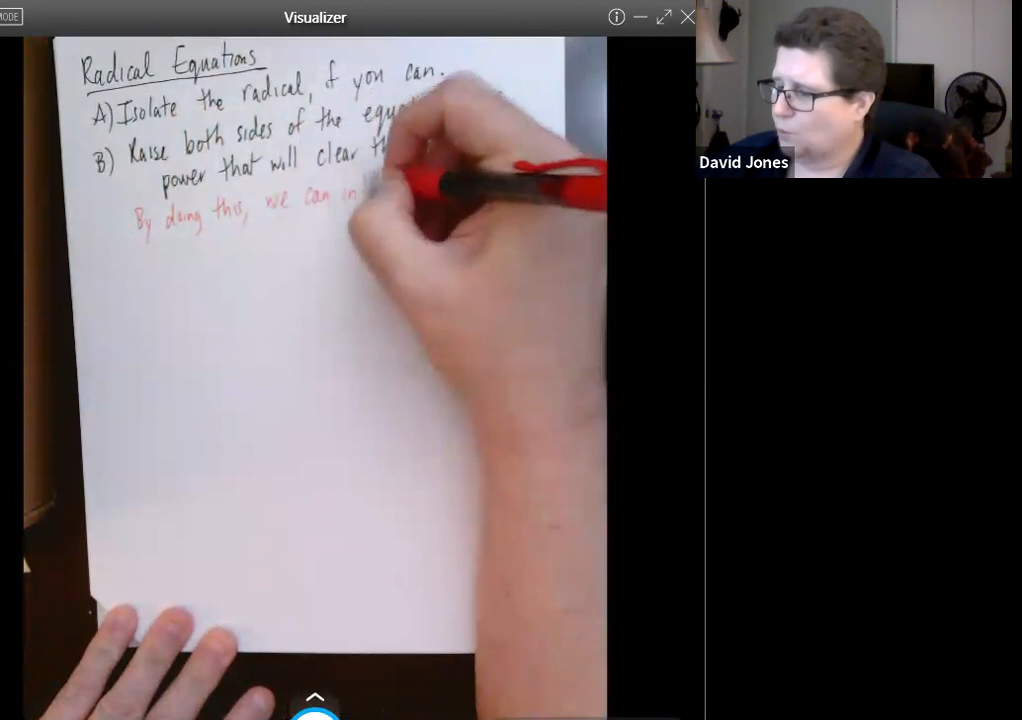 MODE
Visualizer
Radical Equations
A) Isolate the radical, if you can.
B) Raise both sides of the
power that will clear
By doing this, we can in
David Jones